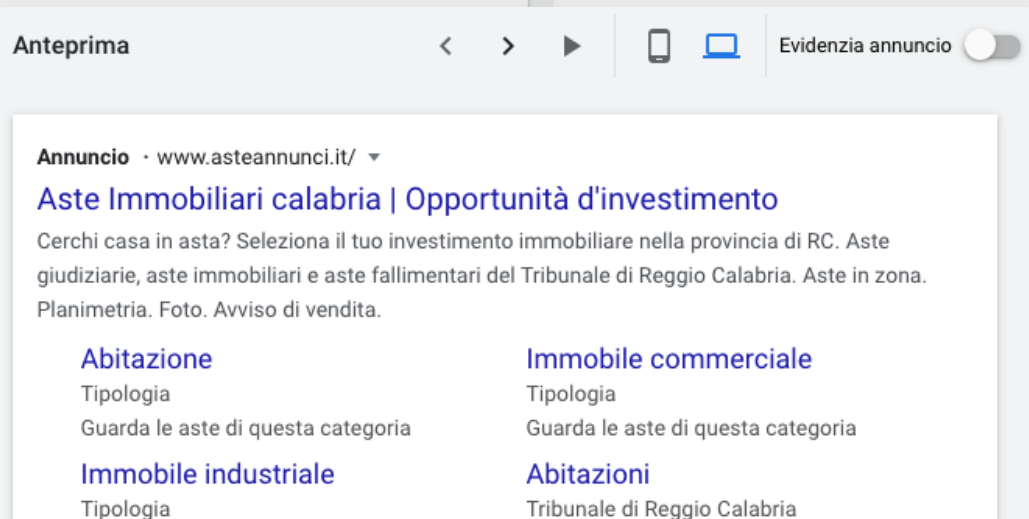 Anteprima
Evidenzia annuncio
Annuncio · www.asteannunci.it/
Aste Immobiliari calabria | Opportunità d'investimento
Cerchi casa in asta? Seleziona il tuo investimento immobiliare nella provincia di RC. Aste
giudiziarie, aste immobiliari e aste fallimentari del Tribunale di Reggio Calabria. Aste in zona.
Planimetria. Foto. Avviso di vendita.
Abitazione
Tipologia
Guarda le aste di questa categoria
Immobile commerciale
Tipologia
Guarda le aste di questa categoria
Immobile industriale
Tipologia
Abitazioni
Tribunale di Reggio Calabria